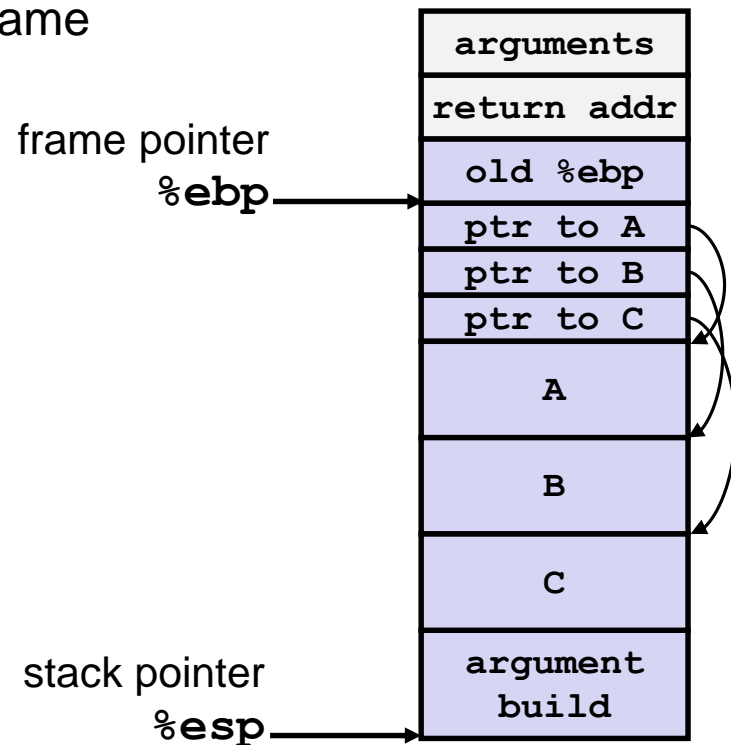 ame
arguments
return addr
frame pointer
%ebp
old %ebp
ptr to A
ptr to B
ptr to C
A
B
C
stack pointer
%esp
argument
build